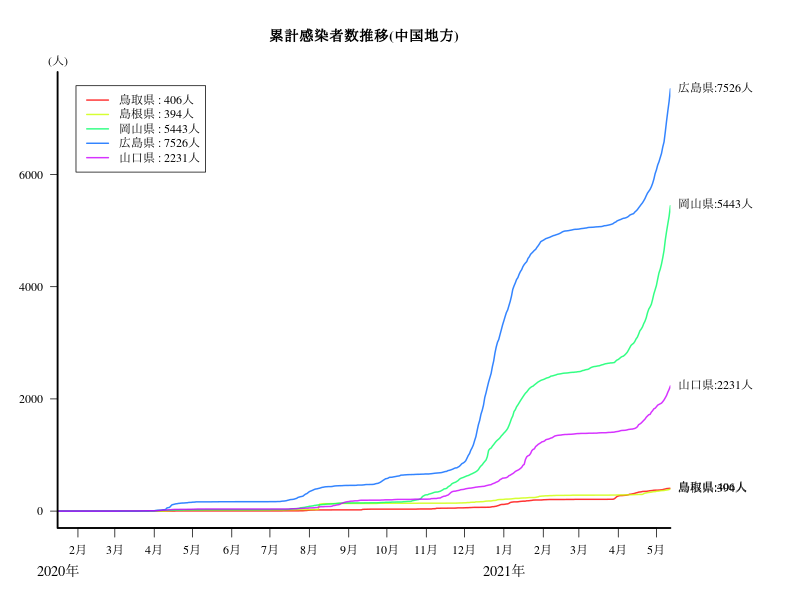 累計感染者数推移(中国地方)
(人)
鳥取県 : 406人
島根県 : 394人
岡山県 : 5443人
広島県 : 7526人
山口県 : 2231人
広島県:7526人
岡山県:5443人
山口県:2231人
6000
4000
2000
0
2月 3月 4月 5月 6月 7月 8月 9月 10月 11月 12月 1月 2月 3月 4月 5月
2020年 2021年